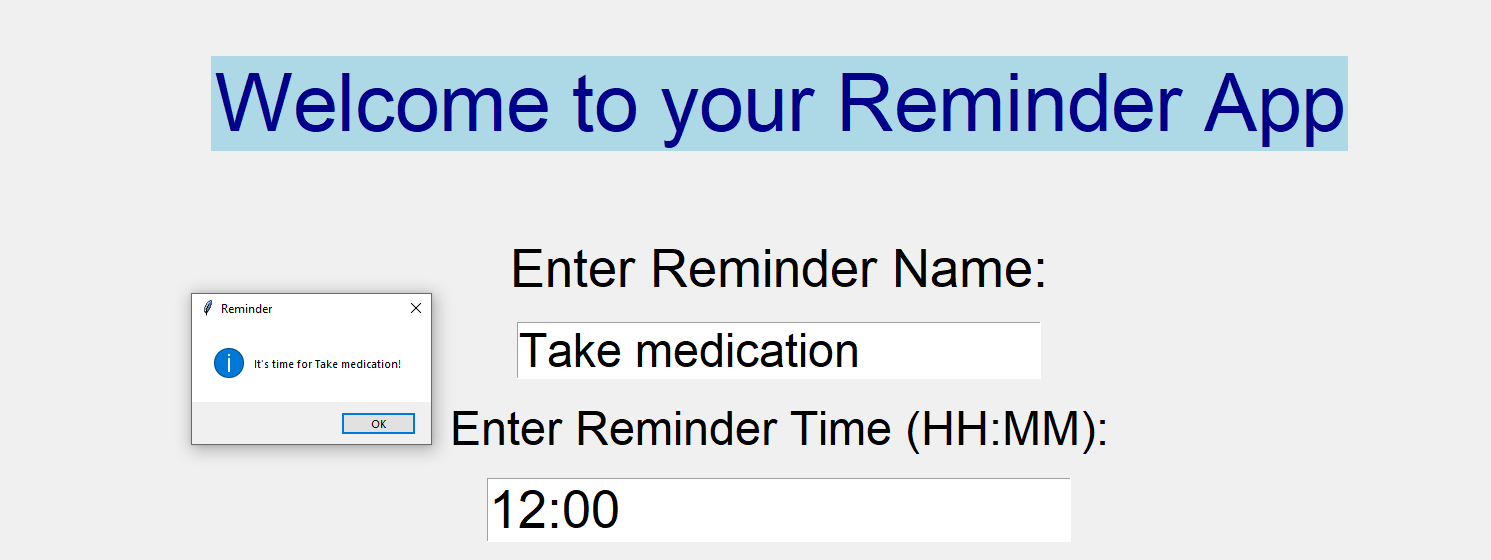 Welcome to your Reminder App
Enter Reminder Name:
Reminder
It's time for Take medication!
OK
Take medication
Enter Reminder Time (HH:MM):
12:00